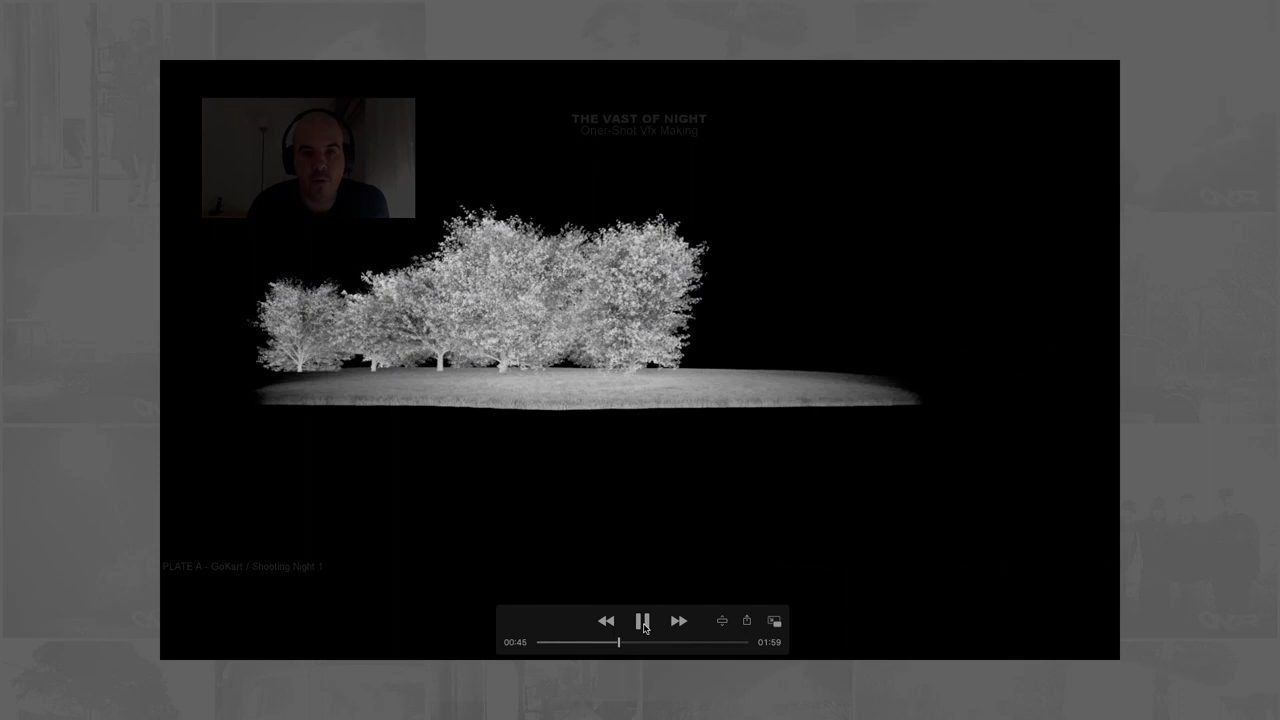 THE VAST OF NIGHT
Oner-Shot Vfx Making
PLATE A - GoKart / Shooting Night 1
00:45
01:59